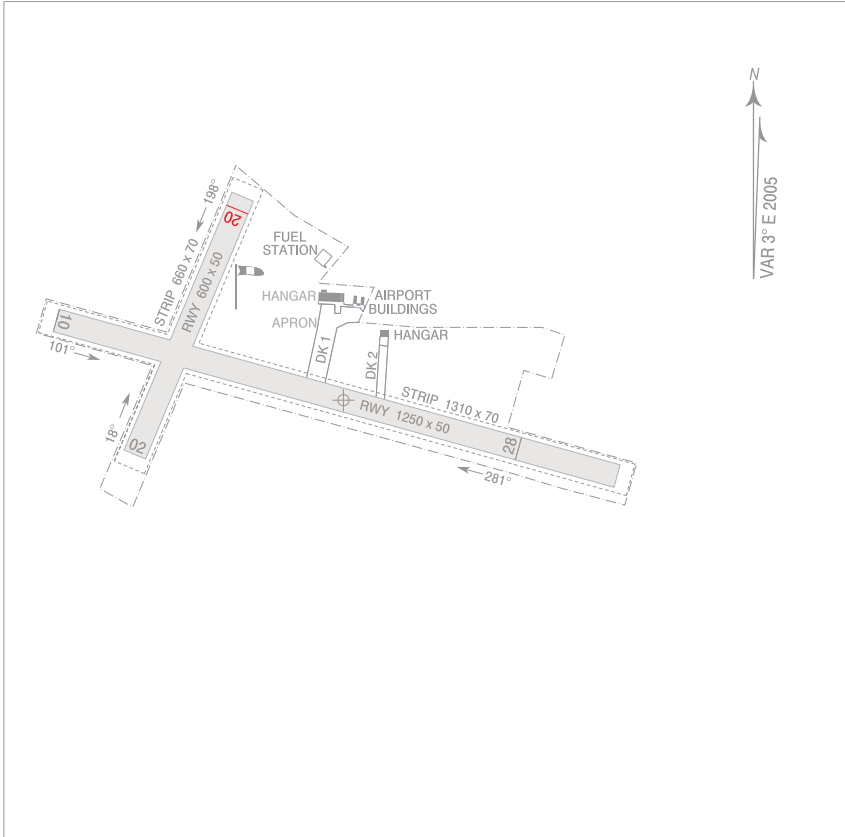 N
VAR 3° E 2005
198°
20
STRIP 660 x 70
RWY 600 x 50
FUEL
STATION
HANGAR
AIRPORT
BUILDINGS
APRON
HANGAR
DK 1
DK 2
10
101°
STRIP 1310 x 70
RWY 1250 x 50
18°
02
28
281°